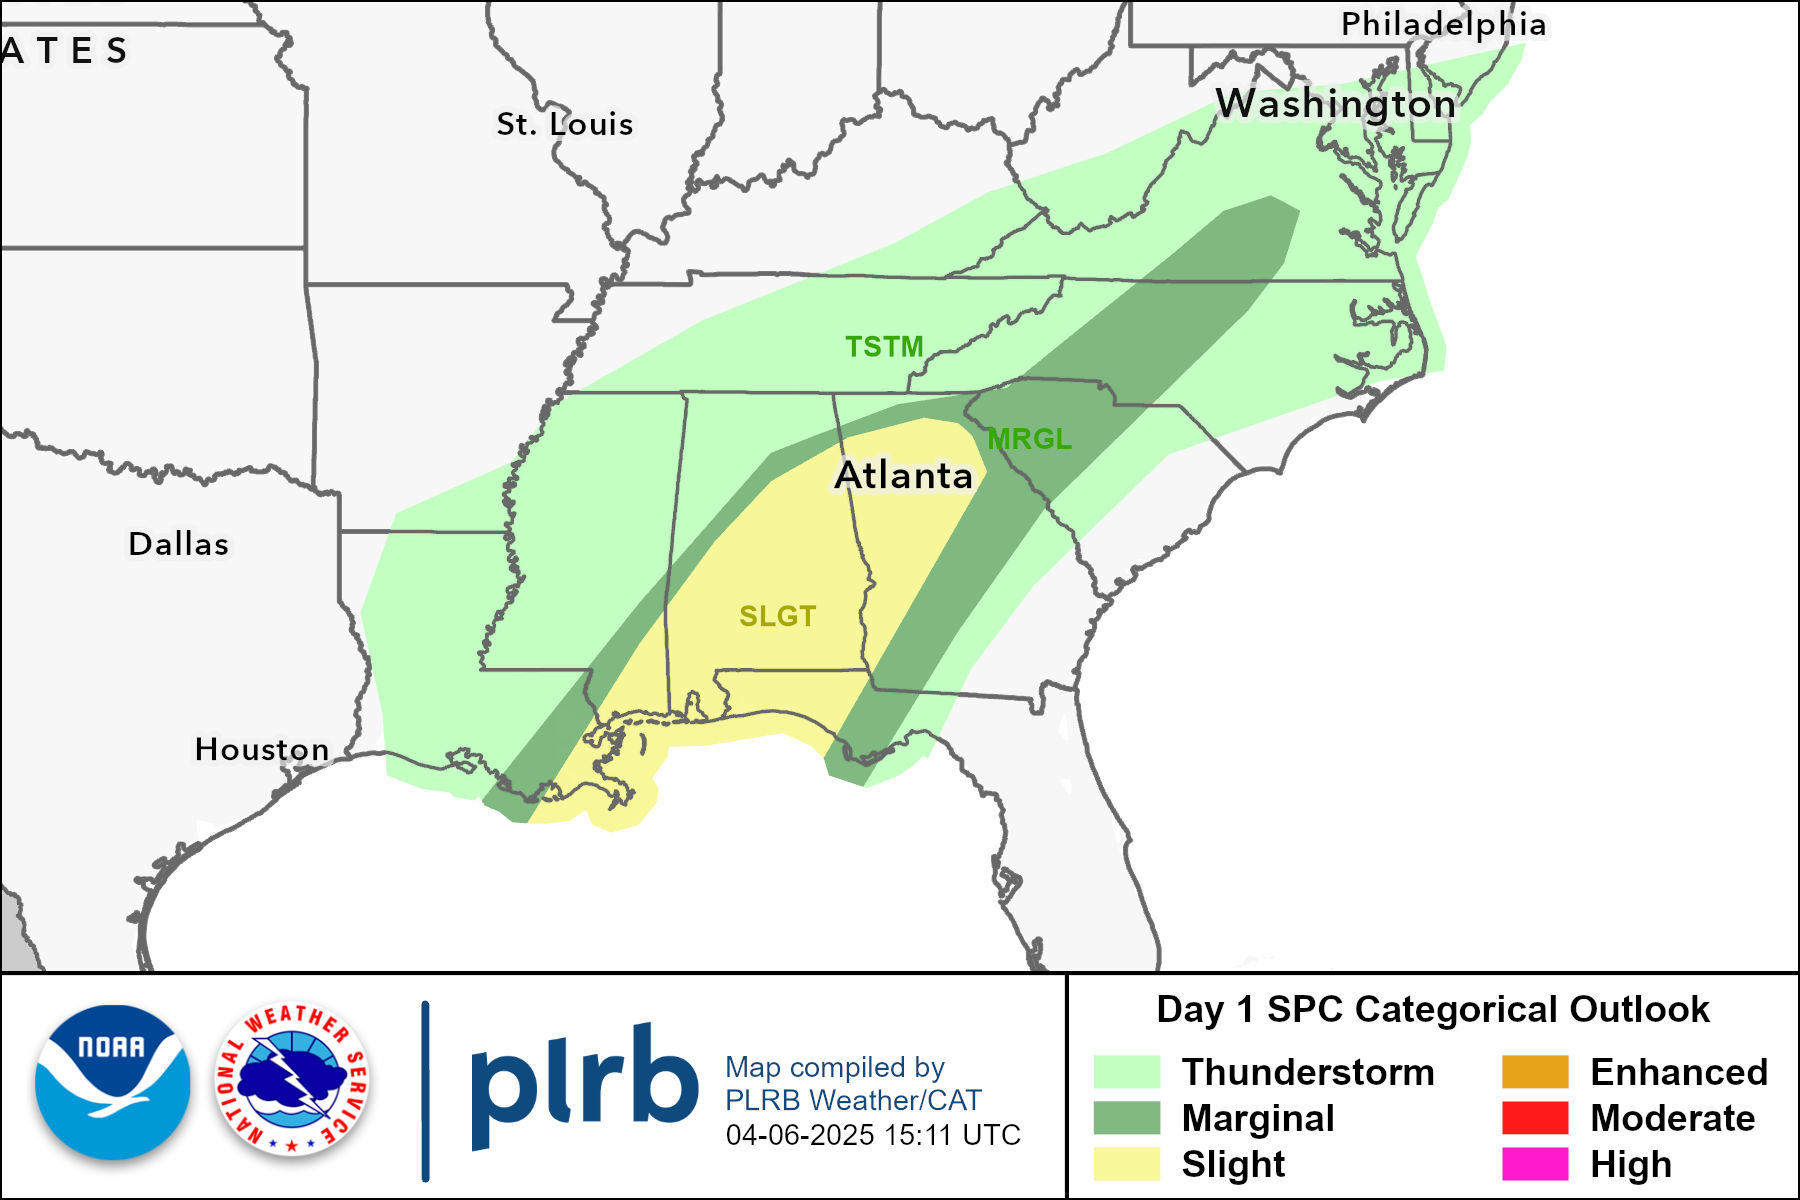 Philadelphia
ATES
Washington
St. Louis
TSTM
MRGL
Atlanta
Dallas
SLGT
Houston
NOAA
NATIONAL WEATHER SERVICE
plrb
Map compiled by
PLRB Weather/CAT
04-06-2025 15:11 UTC
Day 1 SPC Categorical Outlook
Thunderstorm
Marginal
Slight
Enhanced
Moderate
High